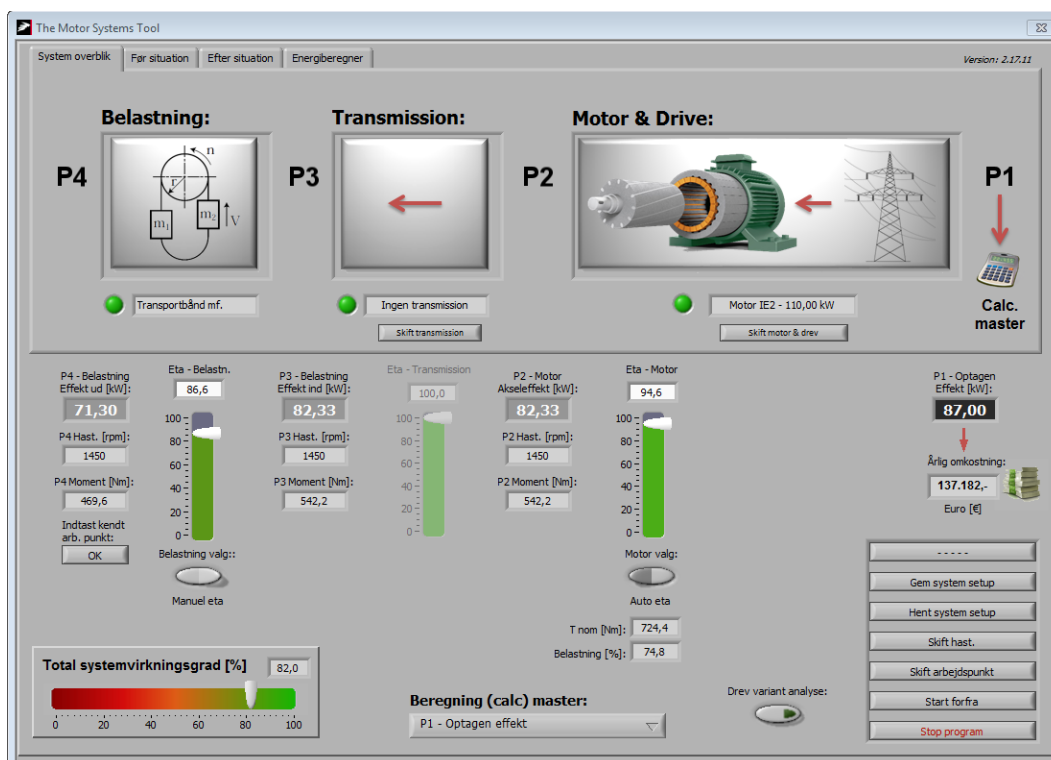 The Motor Systems Tool
System overblik
Før situation
Efter situation
Energiberegner
Version: 2.17.11
Belastning:
Transmission:
Motor & Drive:
P4
P3
P2
P1
n
r
m1
m2
V
Calc.
master
Transportbånd mf.
Ingen transmission
Motor IE2 - 110,00 kW
Skift transmission
Skift motor & drev
P4 - Belastning
Effekt ud [kW]:
71,30
P4 Hast. [rpm]:
1450
P4 Moment [Nm]:
469,6
Indtast kendt
arb. punkt:
OK
Eta - Belastn.
86,6
100
80
60
40
20
0
Belastning valg::
Manuel eta
P3 - Belastning
Effekt ind [kW]:
82,33
P3 Hast. [rpm]:
1450
P3 Moment [Nm]:
542,2
Eta - Transmission
100,0
100
80
60
40
20
0
P2 - Motor
Akseleffekt [kW]:
82,33
P2 Hast. [rpm]:
1450
P2 Moment [Nm]:
542,2
Eta - Motor
94,6
100
80
60
40
20
0
Motor valg:
Auto eta
T nom [Nm]: 724,4
Belastning [%]: 74,8
P1 - Optagen
Effekt [kW]:
87,00
Årlig omkostning:
137.182,-
Euro [€]
- - - - -
Gem system setup
Hent system setup
Skift hast.
Skift arbejdspunkt
Start forfra
Stop program
Total systemvirkningsgrad [%] 82,0
0 20 40 60 80 100
Beregning (calc) master:
P1 - Optagen effekt
Drev variant analyse: